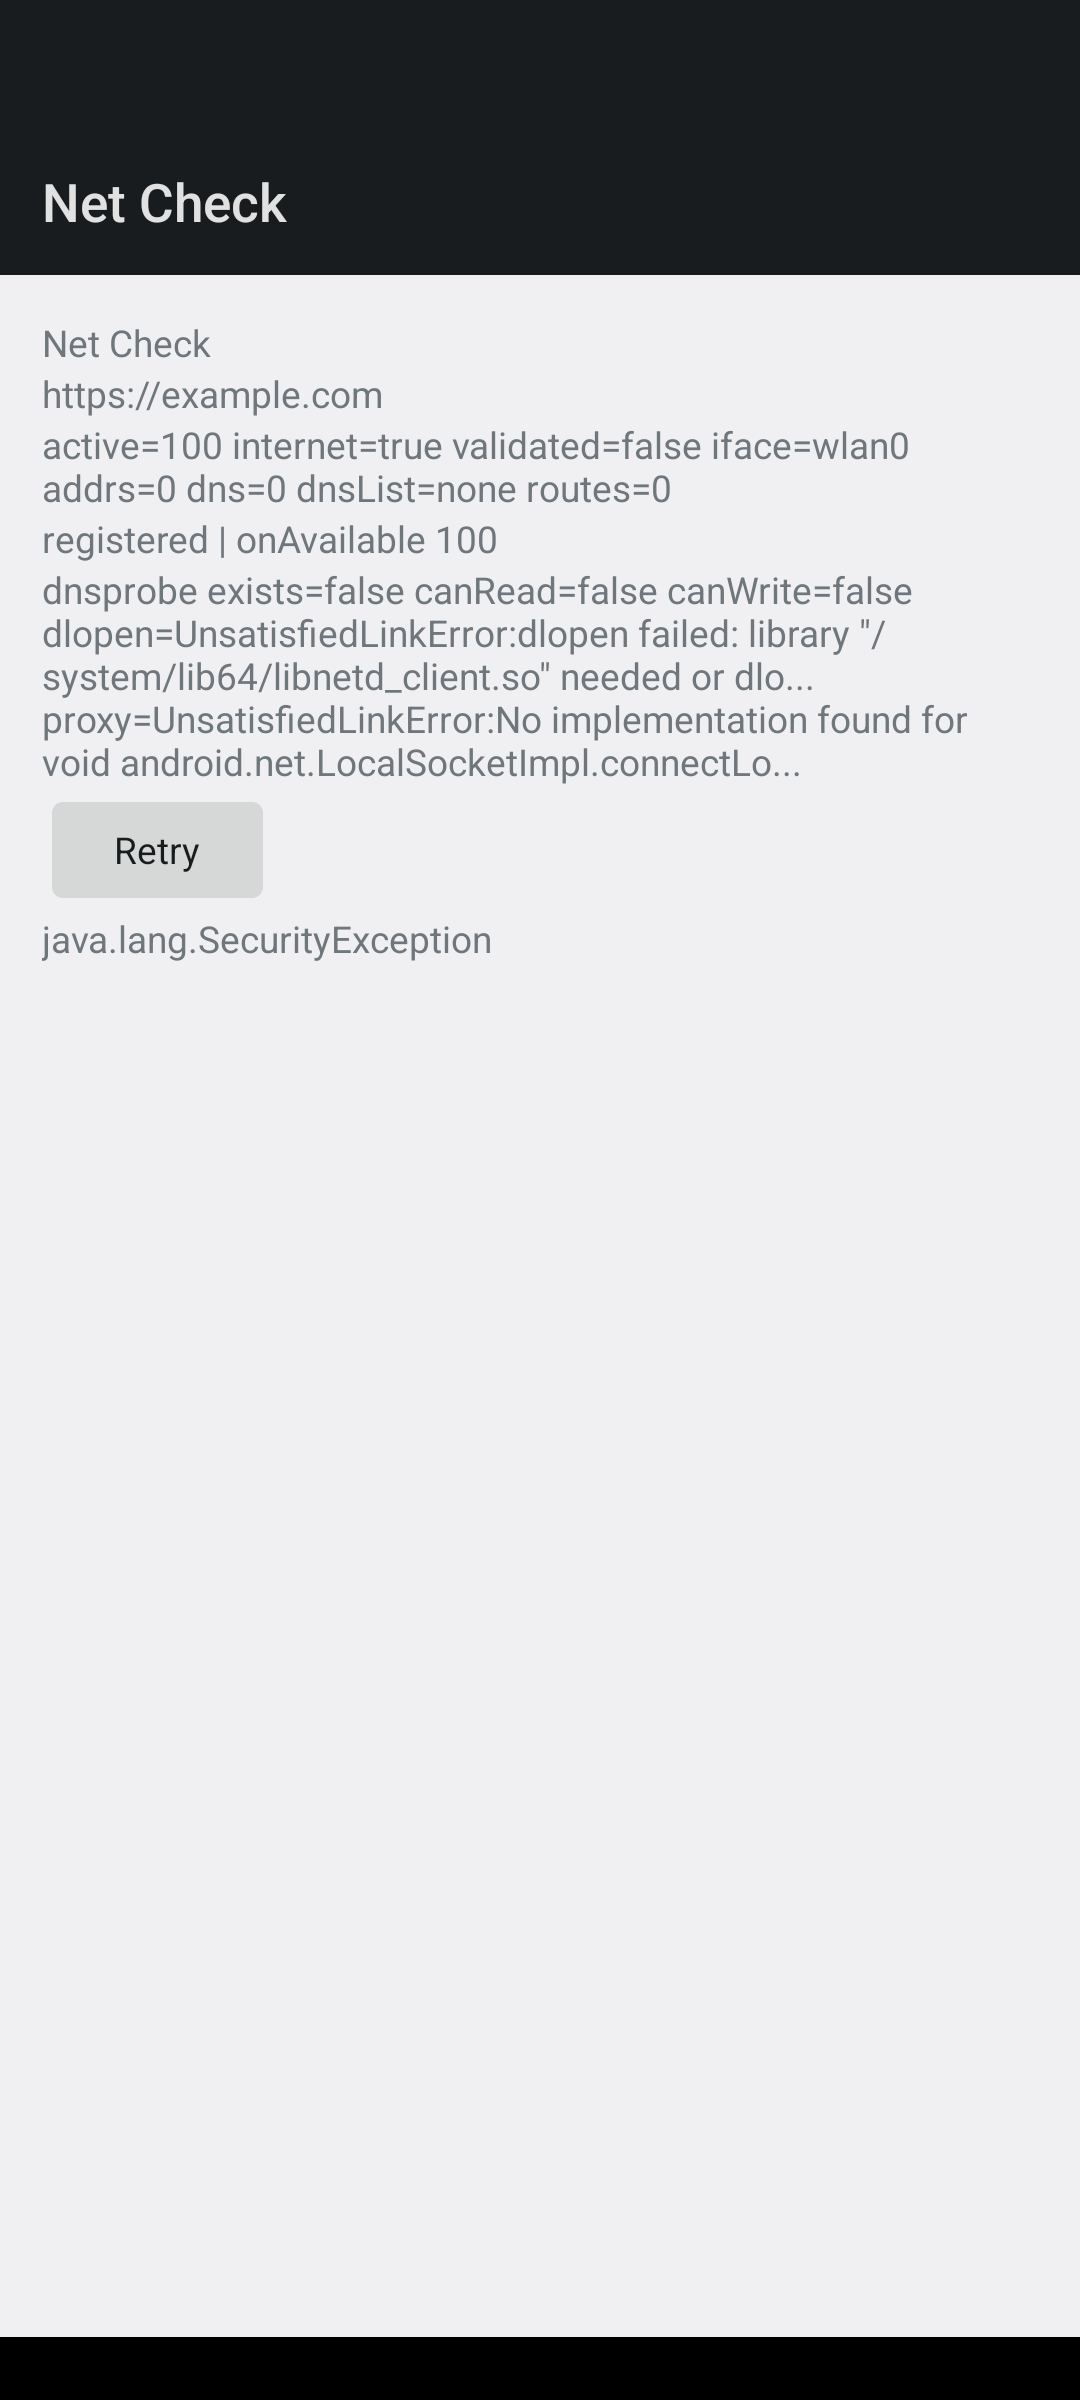 Net Check
Net Check
https://example.com
active=100 internet=true validated=false iface=wlan0
addrs=0 dns=0 dnsList=none routes=0
registered | onAvailable 100
dnsprobe exists=false canRead=false canWrite=false
dlopen=UnsatisfiedLinkError:dlopen failed: library "/
system/lib64/libnetd_client.so" needed or dlo...
proxy=UnsatisfiedLinkError:No implementation found for
void android.net.LocalSocketImpl.connectLo...
Retry
java.lang.SecurityException